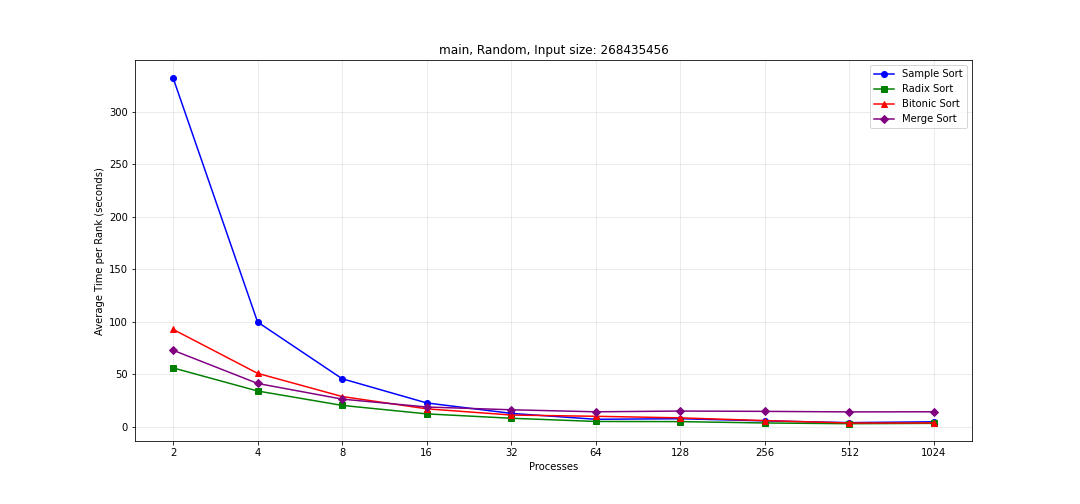 main, Random, Input size: 268435456
Sample Sort
Radix Sort
Bitonic Sort
Merge Sort
Average Time per Rank (seconds)
300
250
200
150
100
50
0
2 4 8 16 32 64 128 256 512 1024
Processes